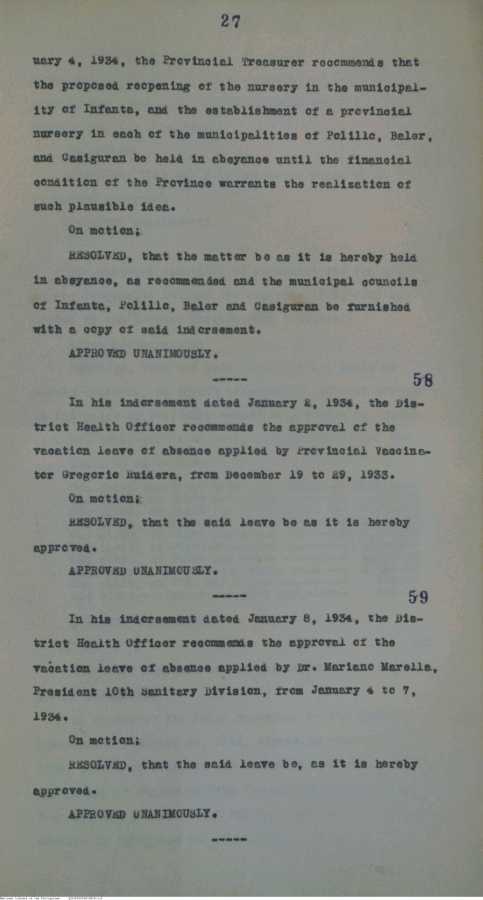 27
uary 4, 1934, the Provincial Treasurer recommends that
the proposed reopening of the nursery in the municipal-
ity of Infanta, and the establishment of a provincial
nursery in each of the municipalities of Polillo, Baler,
and Casiguran be held in abeyance until the financial
condition of the Province warrants the realization of
such plausible idea.
On motion;
RESOLVED, that the matter be as it is hereby held
in abeyance, as recommended and the municipal councils
of Infanta, Polillo, Baler and Casiguran be furnished
with a copy of said indorsement.
APPROVED UNANIMOUSLY.
-----
58
In his indorsement dated January 2, 1934, the Dis-
trict Health Officer recommends the approval of the
vacation leave of absence applied by Provincial Vaccina-
tor Gregorio Ruidera, from December 19 to 29, 1933.
On motion;
RESOLVED, that the said leave be as it is hereby
approved.
APPROVED UNANIMOUSLY.
-----
59
In his indorsement dated January 8, 1934, the Dis-
trict Health Officer recommends the approval of the
vacation leave of absence applied by Dr. Mariano Marella,
President 10th Sanitary Division, from January 4 to 7,
1934.
On motion;
RESOLVED, that the said leave be, as it is hereby
approved.
APPROVED UNANIMOUSLY.
-----
National Library of the Philippines